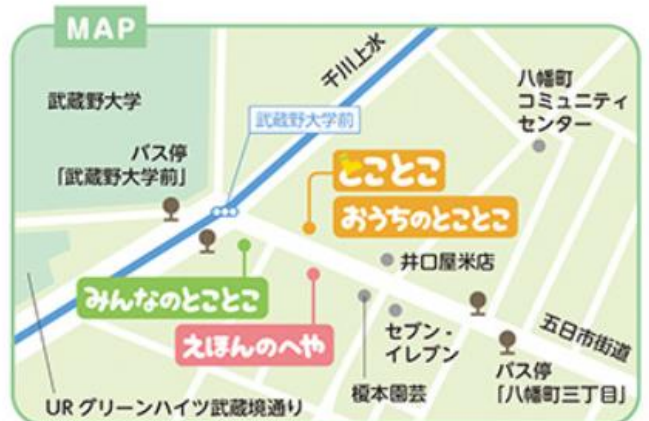 MAP
千川上水
武蔵野大学
八幡町
コミュニティ
センター
武蔵野大学前
バス停
「武蔵野大学前」
とことこ
おうちのとことこ
井口屋米店
みんなのとことこ
えほんのへや
セブン-
イレブン
五日市街道
榎本園芸
バス停
「八幡町三丁目」
UR グリーンハイツ武蔵境通り